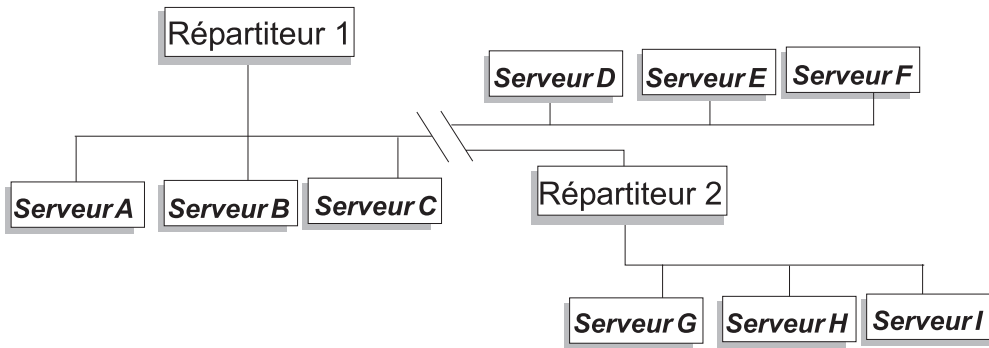 Répartiteur 1
Serveur D
Serveur E
Serveur F
Serveur A
Serveur B
Serveur C
Répartiteur 2
Serveur G
Serveur H
Serveur I